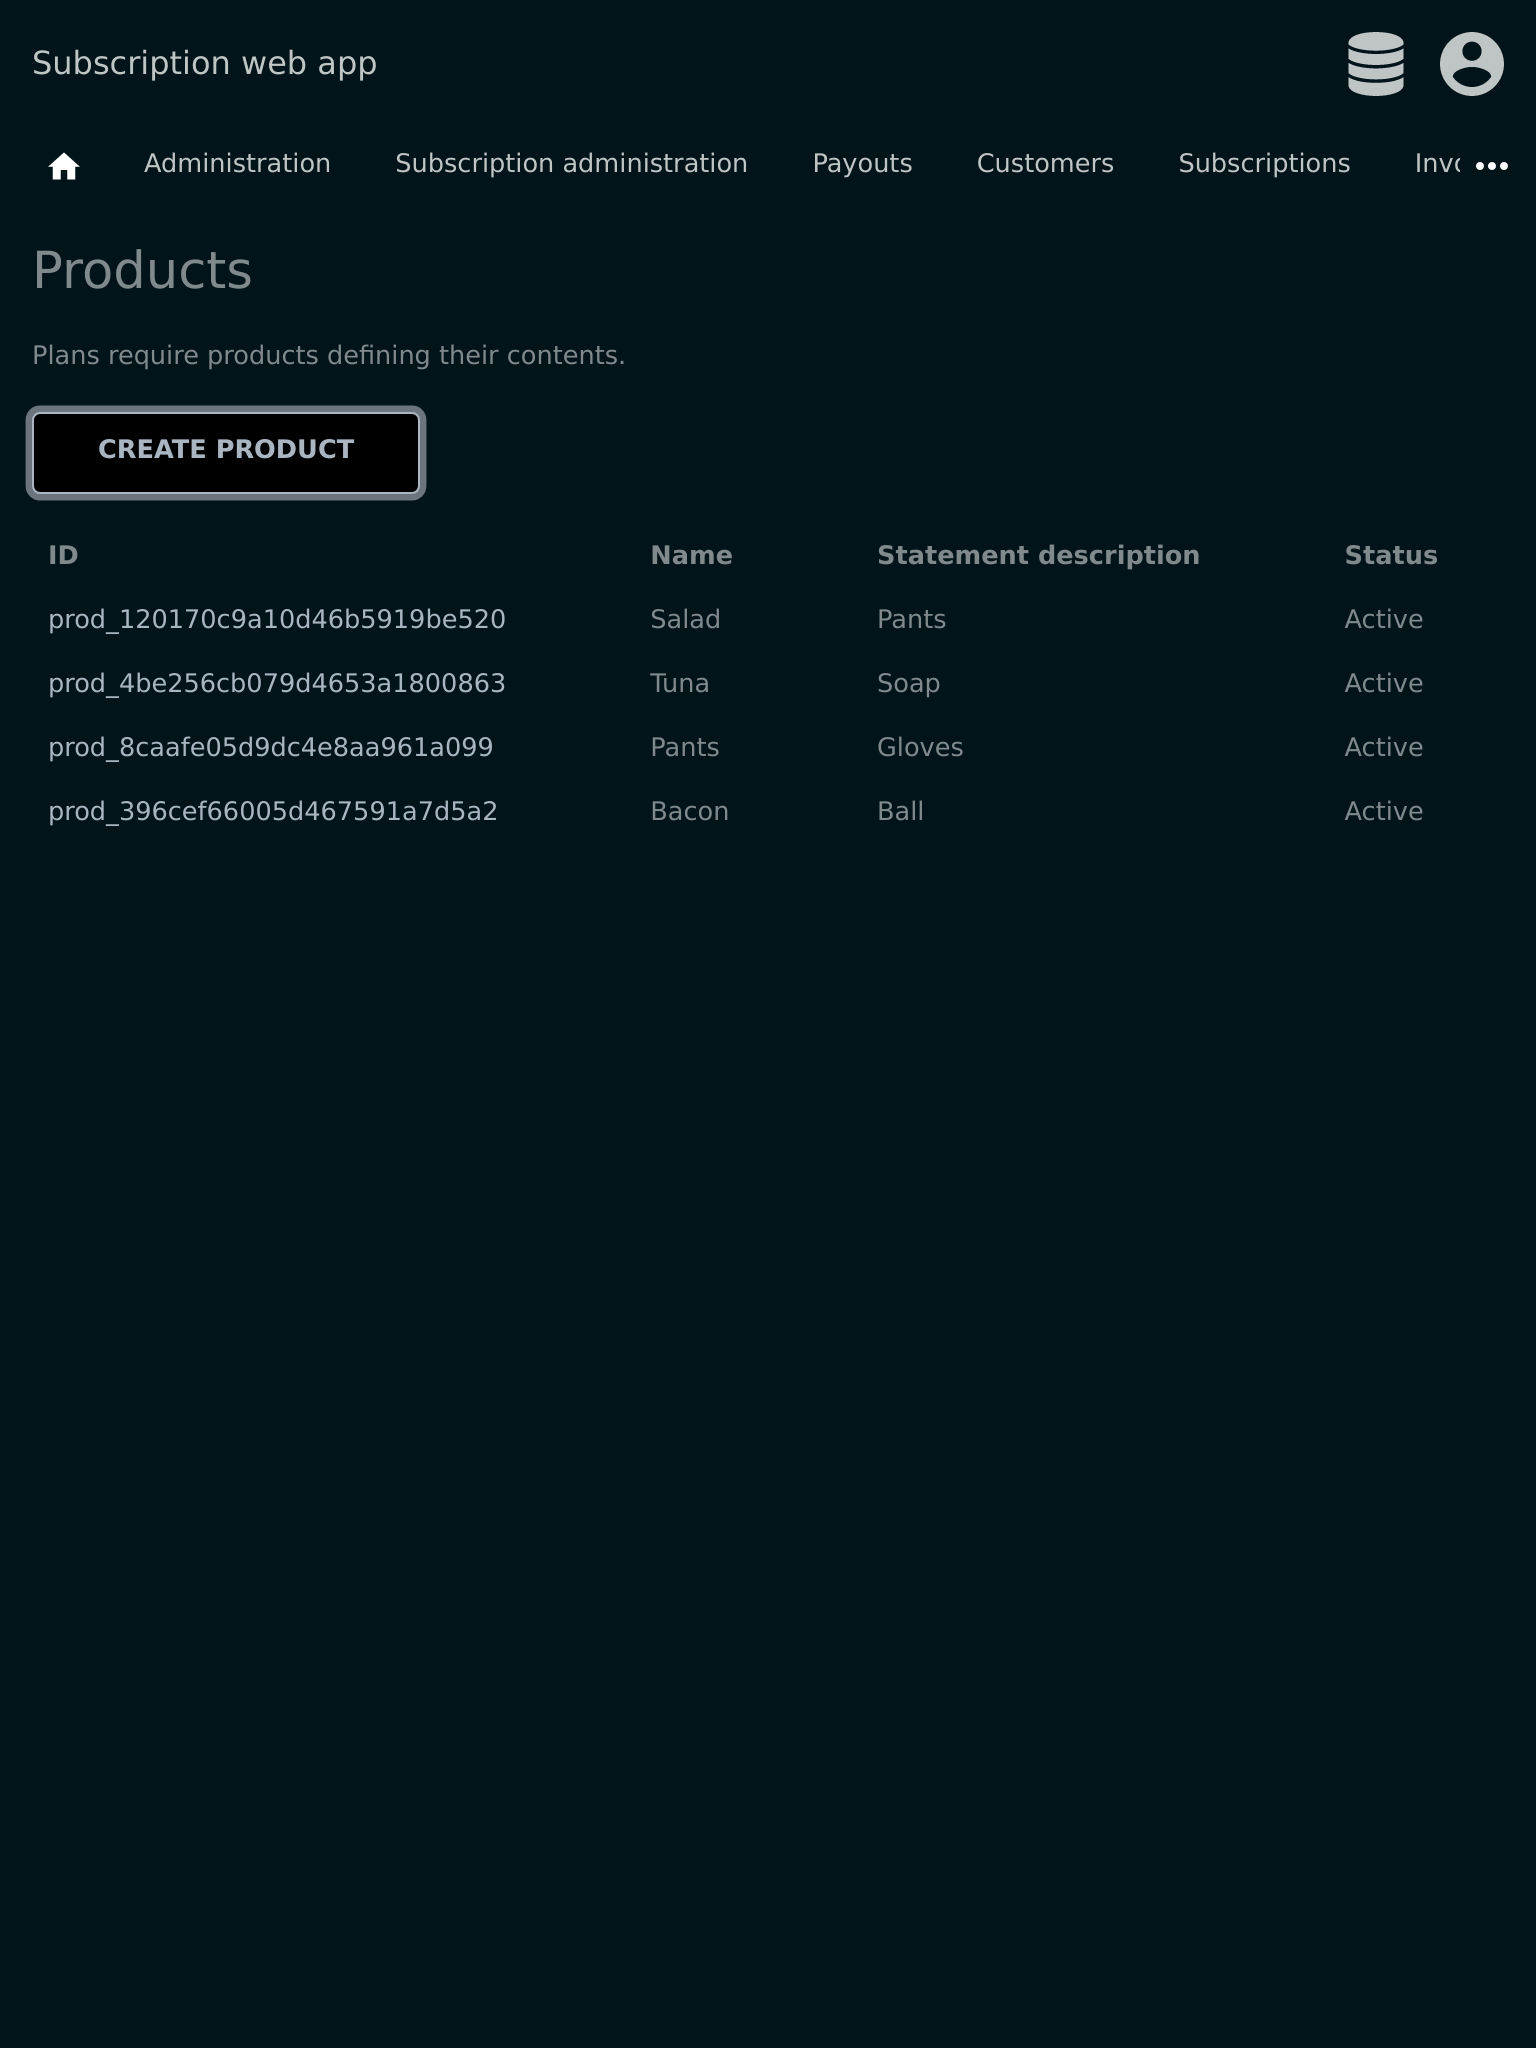 Subscription web app
Administration Subscription administration Payouts Customers Subscriptions
Products
Plans require products defining their contents.
CREATE PRODUCT
ID Name Statement description Status
prod_120170c9a10d46b5919be520 Salad Pants Active
prod_4be256cb079d4653a1800863 Tuna Soap Active
prod_8caafe05d9dc4e8aa961a099 Pants Gloves Active
prod_396cef66005d467591a7d5a2 Bacon Ball Active